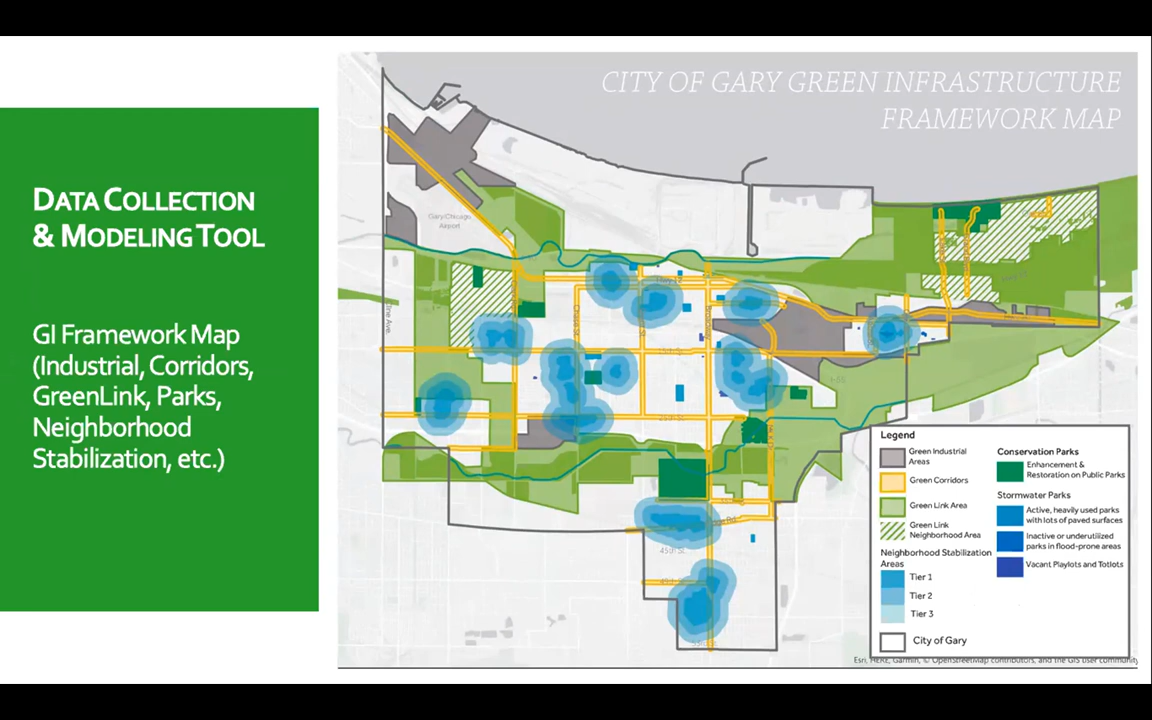 DATA COLLECTION
& MODELING TOOL
GI Framework Map
(Industrial, Corridors,
GreenLink, Parks,
Neighborhood
Stabilization, etc.)
CITY OF GARY GREEN INFRASTRUCTURE
FRAMEWORK MAP
Gary/Chicago
Airport
Cline Ave
45th St
Legend
Green Industrial
Areas
Green Corridors
Green Link Area
Green Link
Neighborhood Area
Neighborhood Stabilization
Areas
Tier 1
Tier 2
Tier 3
City of Gary
Conservation Parks
Enhancement &
Restoration on Public Parks
Stormwater Parks
Active, heavily used parks
with lots of paved surfaces
Inactive or underutilized
parks in flood-prone areas
Vacant Playlots and Totlots
Esri, HERE, Garmin, © OpenStreetMap contributors, and the GIS user community